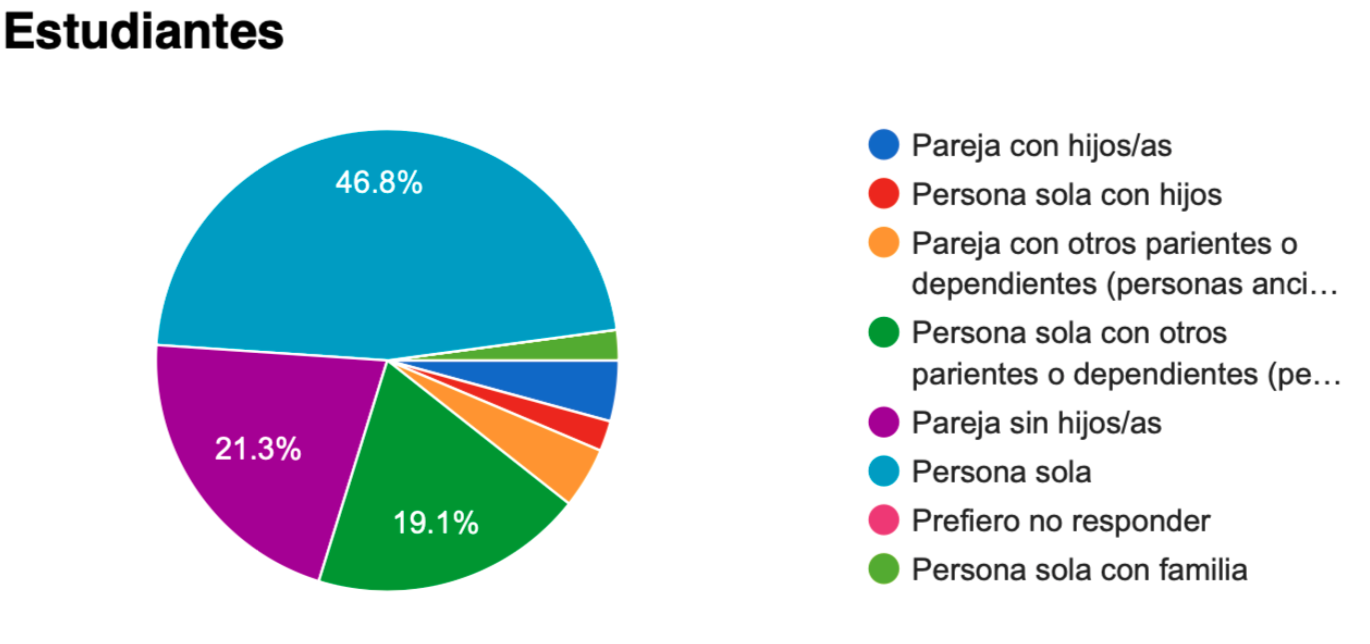 Estudiantes
46.8%
21.3%
19.1%
Pareja con hijos/as
Persona sola con hijos
Pareja con otros parientes o
dependientes (personas anci…
Persona sola con otros
parientes o dependientes (pe…
Pareja sin hijos/as
Persona sola
Prefiero no responder
Persona sola con familia